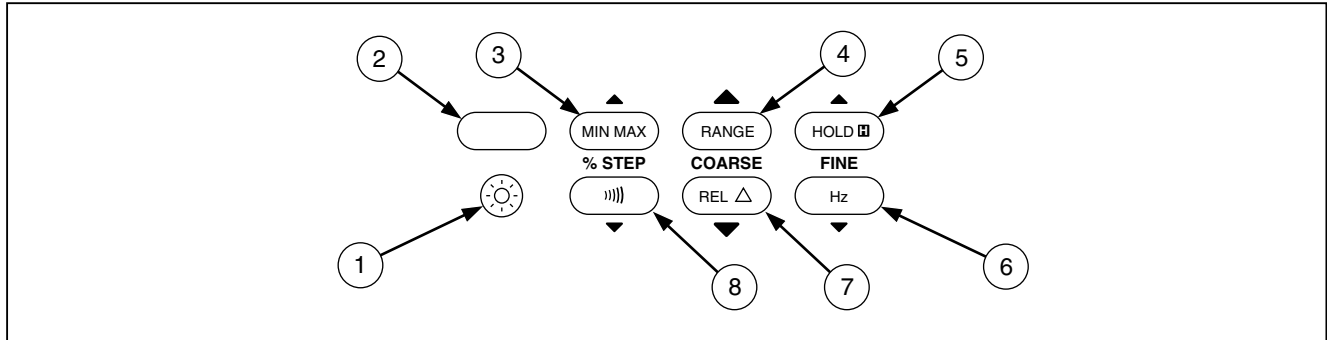 2 3 4 5
MIN MAX RANGE HOLD H
% STEP COARSE FINE
REL △ Hz
1 8 7 6